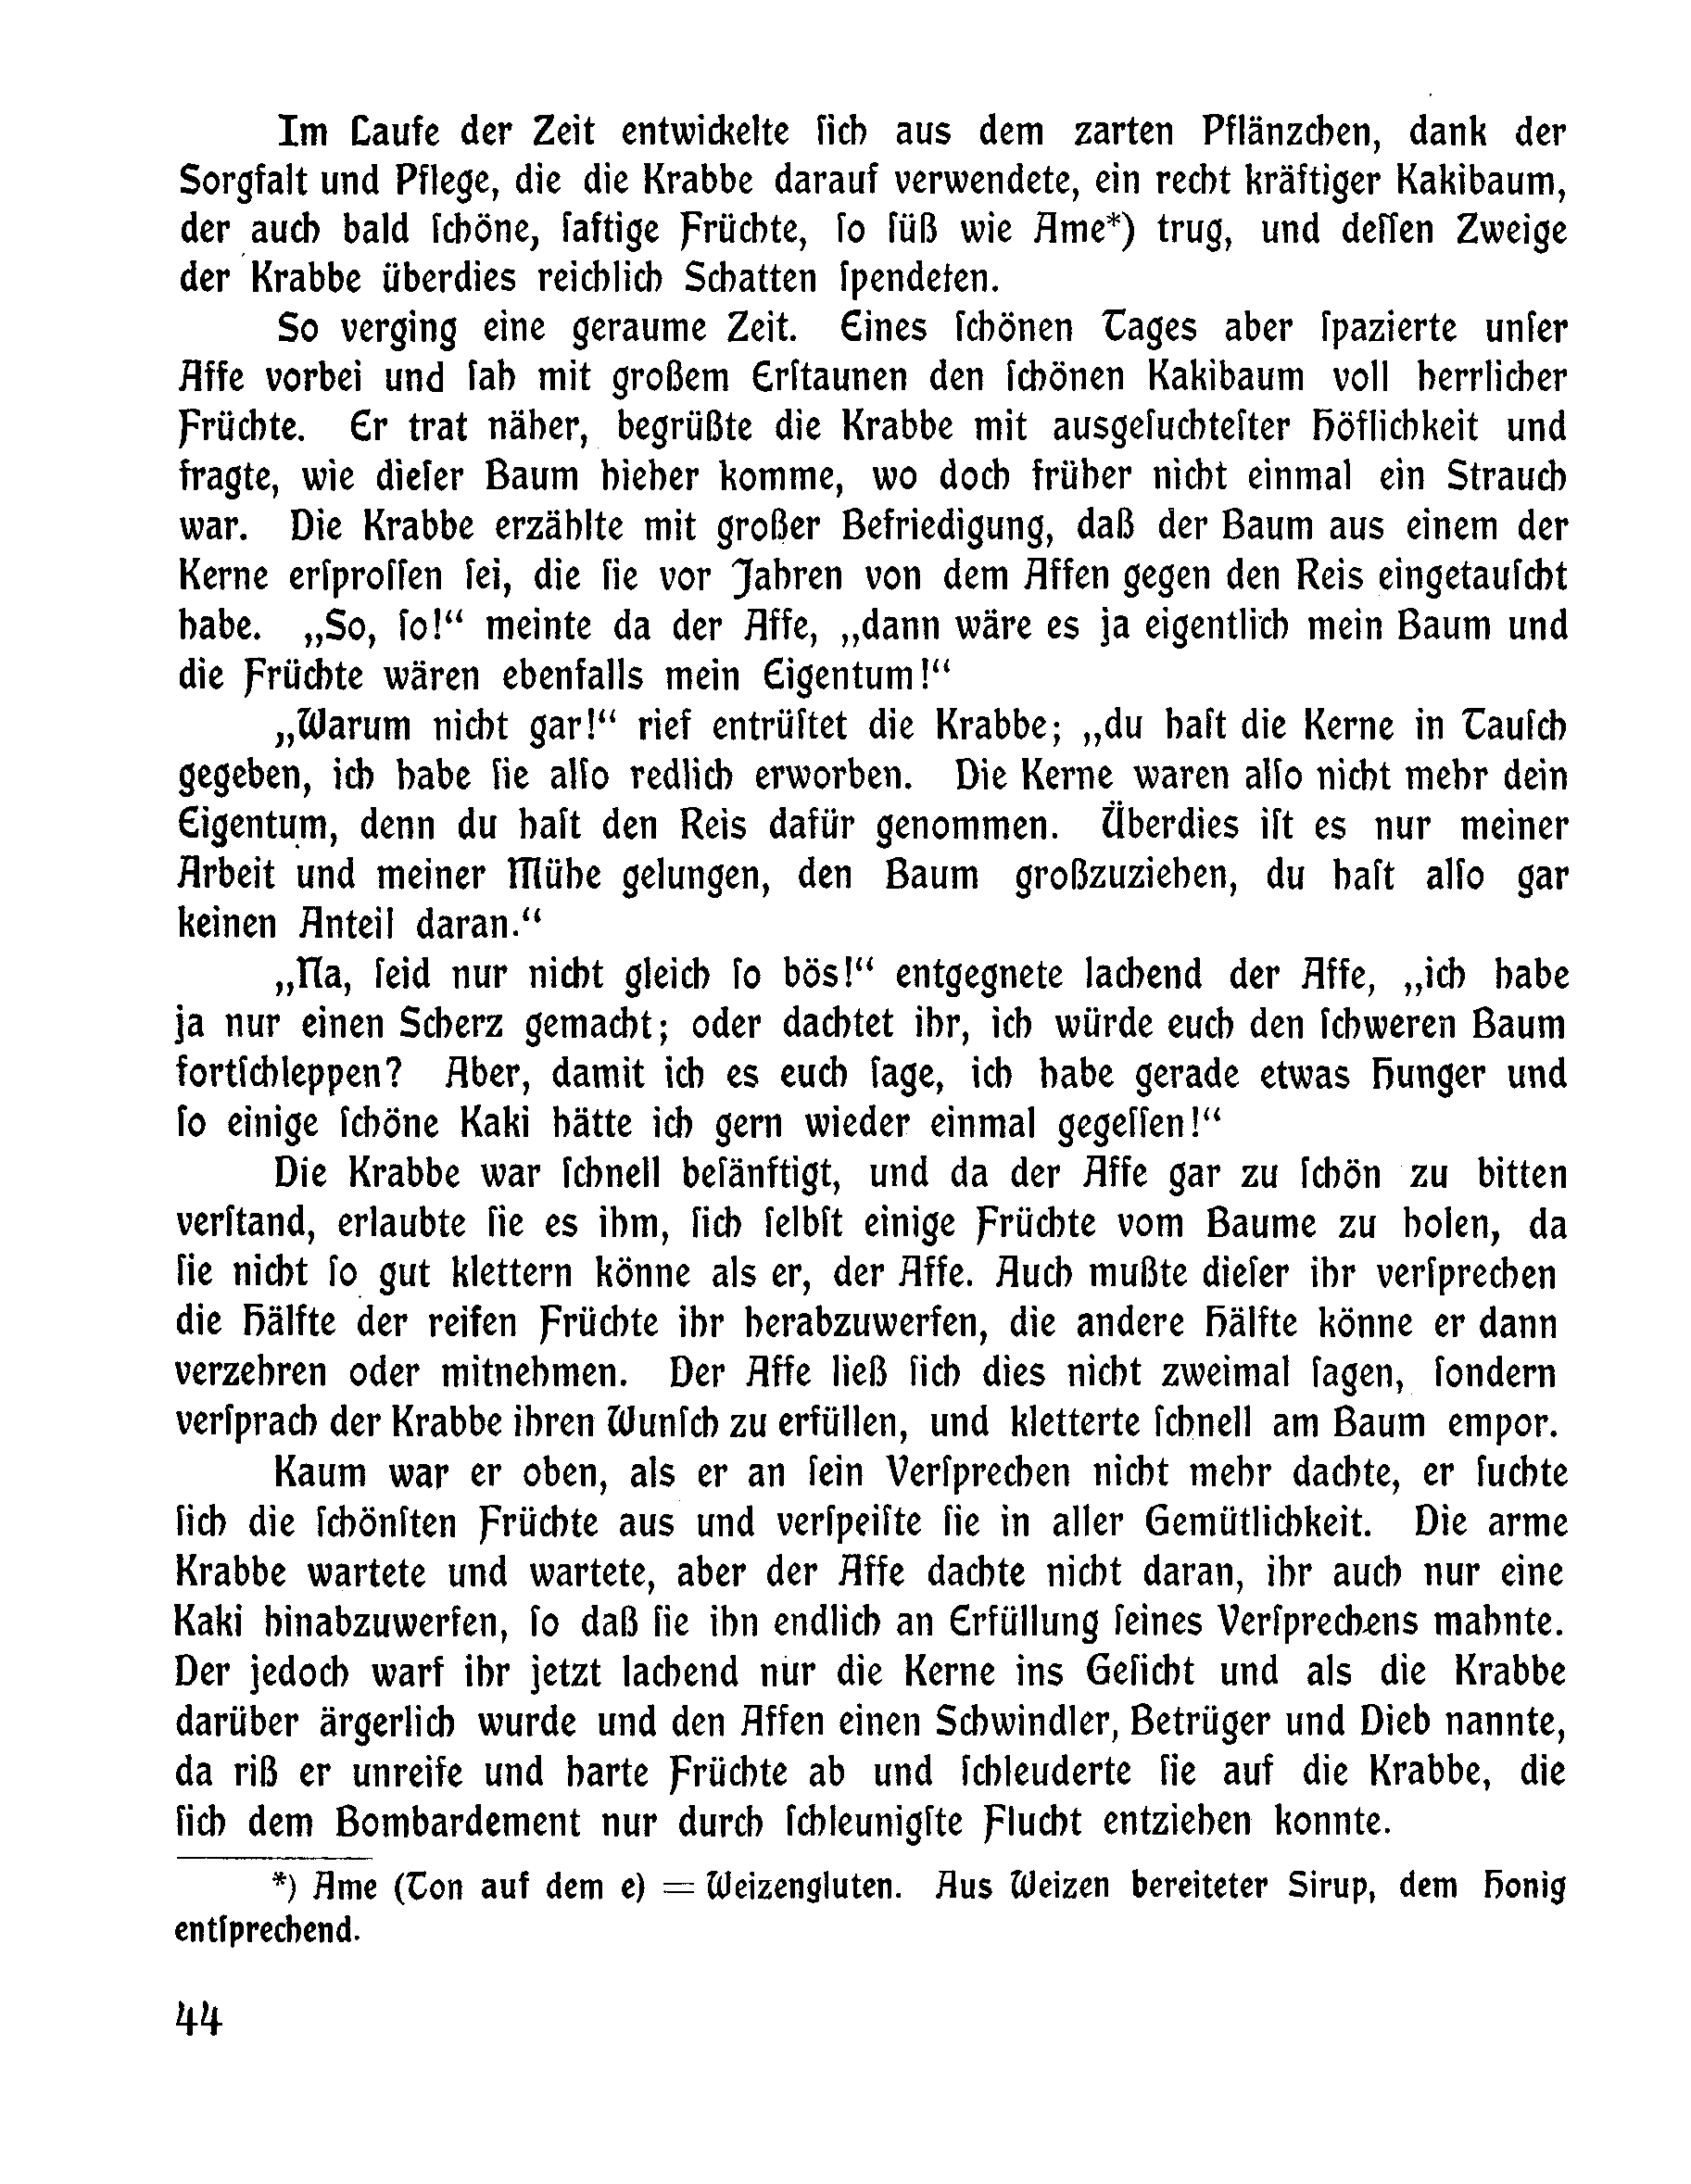 Im Laufe der Zeit entwickelte ſich aus dem zarten Pflänzchen, dank der
Sorgfalt und Pflege, die die Krabbe darauf verwendete, ein recht kräftiger Kakibaum,
der auch bald ſchöne, ſaftige Früchte, ſo ſüß wie Ame*) trug, und deſſen Zweige
der Krabbe überdies reichlich Schatten ſpendeten.
So verging eine geraume Zeit. Eines ſchönen Tages aber ſpazierte unſer
Affe vorbei und ſah mit großem Erſtaunen den ſchönen Kakibaum voll herrlicher
Früchte. Er trat näher, begrüßte die Krabbe mit ausgeſuchteſter Höflichkeit und
fragte, wie dieſer Baum hieher komme, wo doch früher nicht einmal ein Strauch
war. Die Krabbe erzählte mit großer Befriedigung, daß der Baum aus einem der
Kerne erſproſſen ſei, die ſie vor Jahren von dem Affen gegen den Reis eingetauſcht
habe. „So, ſo!“ meinte da der Affe, „dann wäre es ja eigentlich mein Baum und
die Früchte wären ebenfalls mein Eigentum!“
„Warum nicht gar!“ rief entrüſtet die Krabbe; „du haſt die Kerne in Tauſch
gegeben, ich habe ſie alſo redlich erworben. Die Kerne waren alſo nicht mehr dein
Eigentum, denn du haſt den Reis dafür genommen. Überdies iſt es nur meiner
Arbeit und meiner Mühe gelungen, den Baum großzuziehen, du haſt alſo gar
keinen Anteil daran.“
„Na, ſeid nur nicht gleich ſo bös!“ entgegnete lachend der Affe, „ich habe
ja nur einen Scherz gemacht; oder dachtet ihr, ich würde euch den ſchweren Baum
fortſchleppen? Aber, damit ich es euch ſage, ich habe gerade etwas Hunger und
ſo einige ſchöne Kaki hätte ich gern wieder einmal gegeſſen!“
Die Krabbe war ſchnell beſänftigt, und da der Affe gar zu ſchön zu bitten
verſtand, erlaubte ſie es ihm, ſich ſelbſt einige Früchte vom Baume zu holen, da
ſie nicht ſo gut klettern könne als er, der Affe. Auch mußte dieſer ihr verſprechen
die Hälfte der reifen Früchte ihr herabzuwerfen, die andere Hälfte könne er dann
verzehren oder mitnehmen. Der Affe ließ ſich dies nicht zweimal ſagen, ſondern
verſprach der Krabbe ihren Wunſch zu erfüllen, und kletterte ſchnell am Baum empor.
Kaum war er oben, als er an ſein Verſprechen nicht mehr dachte, er ſuchte
ſich die ſchönſten Früchte aus und verſpeiſte ſie in aller Gemütlichkeit. Die arme
Krabbe wartete und wartete, aber der Affe dachte nicht daran, ihr auch nur eine
Kaki hinabzuwerfen, ſo daß ſie ihn endlich an Erfüllung ſeines Verſprechens mahnte.
Der jedoch warf ihr jetzt lachend nur die Kerne ins Geſicht und als die Krabbe
darüber ärgerlich wurde und den Affen einen Schwindler, Betrüger und Dieb nannte,
da riß er unreife und harte Früchte ab und ſchleuderte ſie auf die Krabbe, die
ſich dem Bombardement nur durch ſchleunigſte Flucht entziehen konnte.
*) Ame (Ton auf dem e) = Weizengluten. Aus Weizen bereiteter Sirup, dem Honig
entſprechend.
44